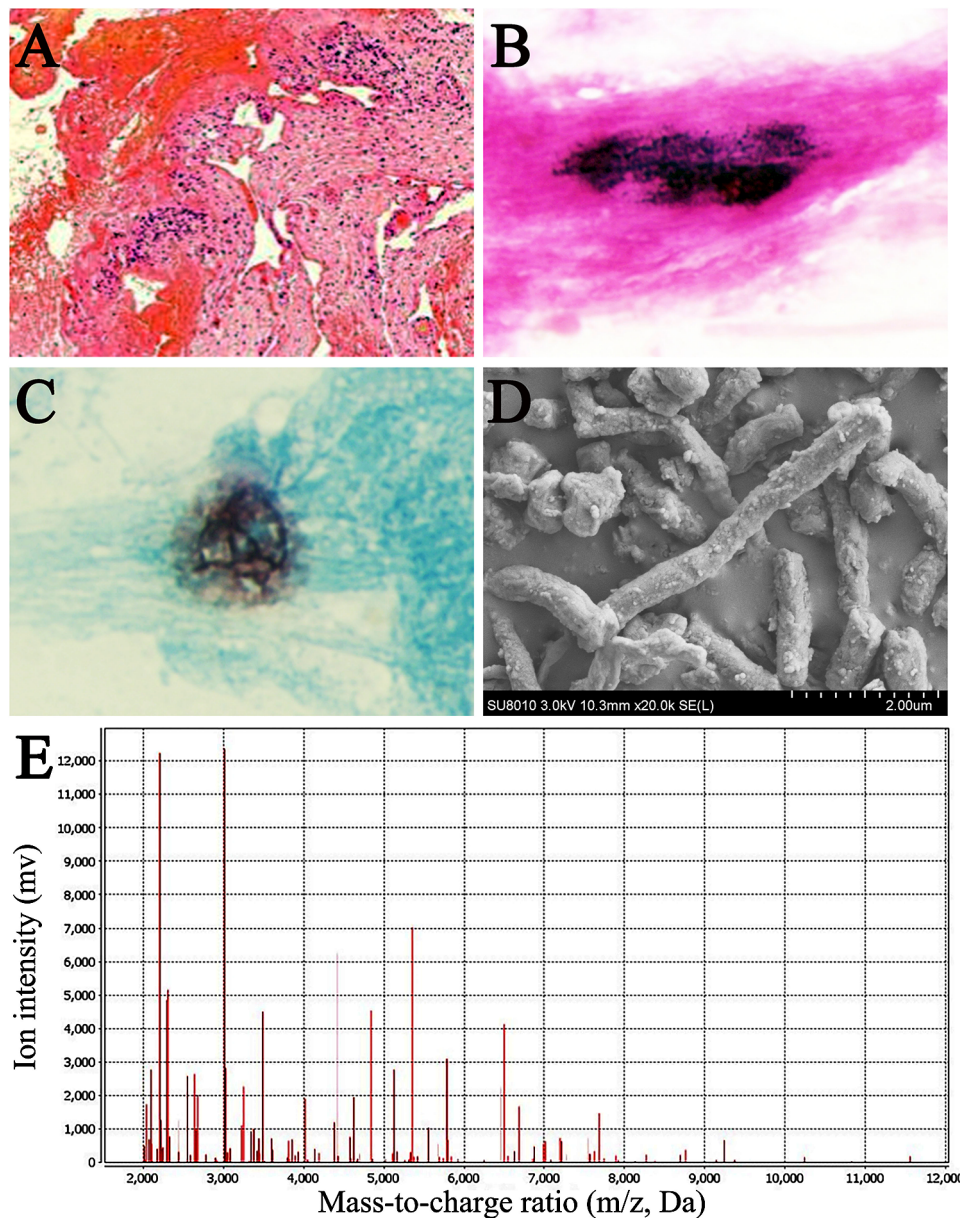 A
B
C
D
SU8010 3.0kV 10.3mm x20.0k SE(L)
2.00um
E
12,000
11,000
10,000
9,000
8,000
7,000
6,000
5,000
4,000
3,000
2,000
1,000
0
Ion intensity (mv)
2,000 3,000 4,000 5,000 6,000 7,000 8,000 9,000 10,000 11,000 12,000
Mass-to-charge ratio (m/z, Da)